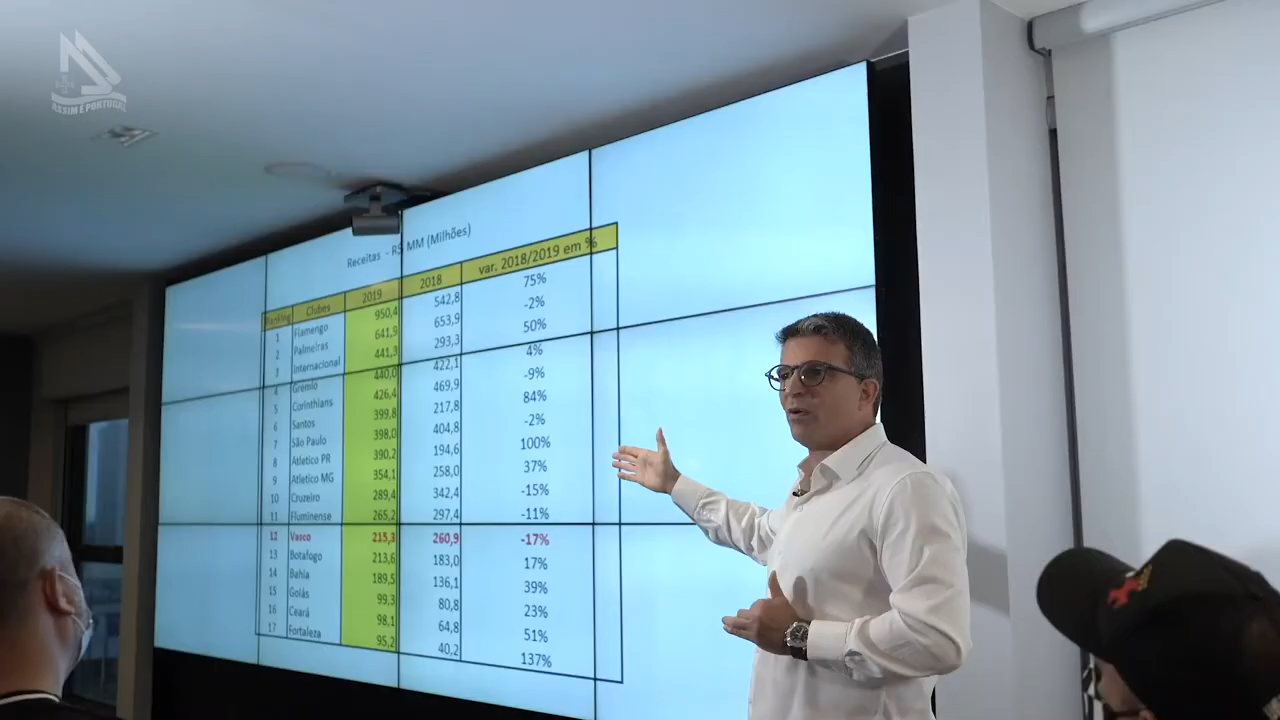 ASSIM É PORTUGAL
Receitas - R$ MM (Milhões)
Ranking Clubes 2019 2018 var. 2018/2019 em %
1 Flamengo 950,4 542,8 75%
2 Palmeiras 641,9 653,9 -2%
3 Internacional 441,3 293,3 50%
4 Gremio 440,0 422,1 4%
5 Corinthians 426,4 469,9 -9%
6 Santos 399,8 217,8 84%
7 São Paulo 398,0 404,8 -2%
8 Atletico PR 390,2 194,6 100%
9 Atletico MG 354,1 258,0 37%
10 Cruzeiro 289,4 342,4 -15%
11 Fluminense 265,2 297,4 -11%
12 Vasco 215,3 260,9 -17%
13 Botafogo 213,6 183,0 17%
14 Bahia 189,5 136,1 39%
15 Goiás 99,3 80,8 23%
16 Ceará 98,1 64,8 51%
17 Fortaleza 95,2 40,2 137%